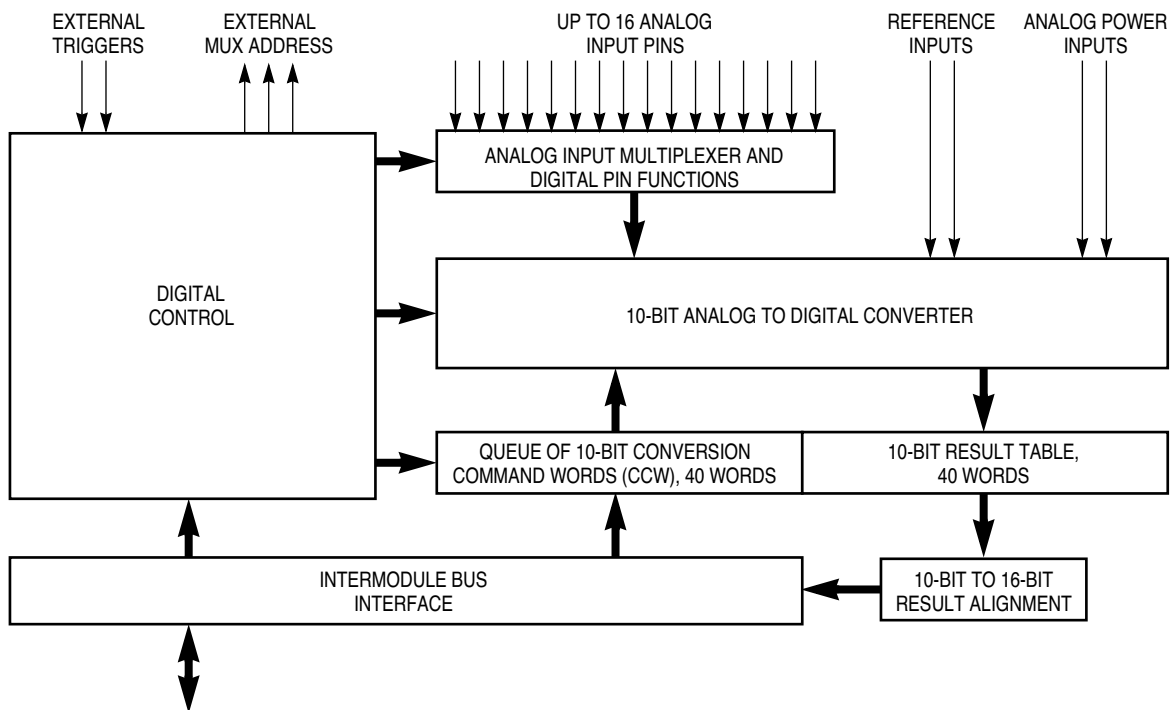 EXTERNAL
TRIGGERS
EXTERNAL
MUX ADDRESS
UP TO 16 ANALOG
INPUT PINS
REFERENCE
INPUTS
ANALOG POWER
INPUTS
ANALOG INPUT MULTIPLEXER AND
DIGITAL PIN FUNCTIONS
DIGITAL
CONTROL
10-BIT ANALOG TO DIGITAL CONVERTER
QUEUE OF 10-BIT CONVERSION
COMMAND WORDS (CCW), 40 WORDS
10-BIT RESULT TABLE,
40 WORDS
INTERMODULE BUS
INTERFACE
10-BIT TO 16-BIT
RESULT ALIGNMENT